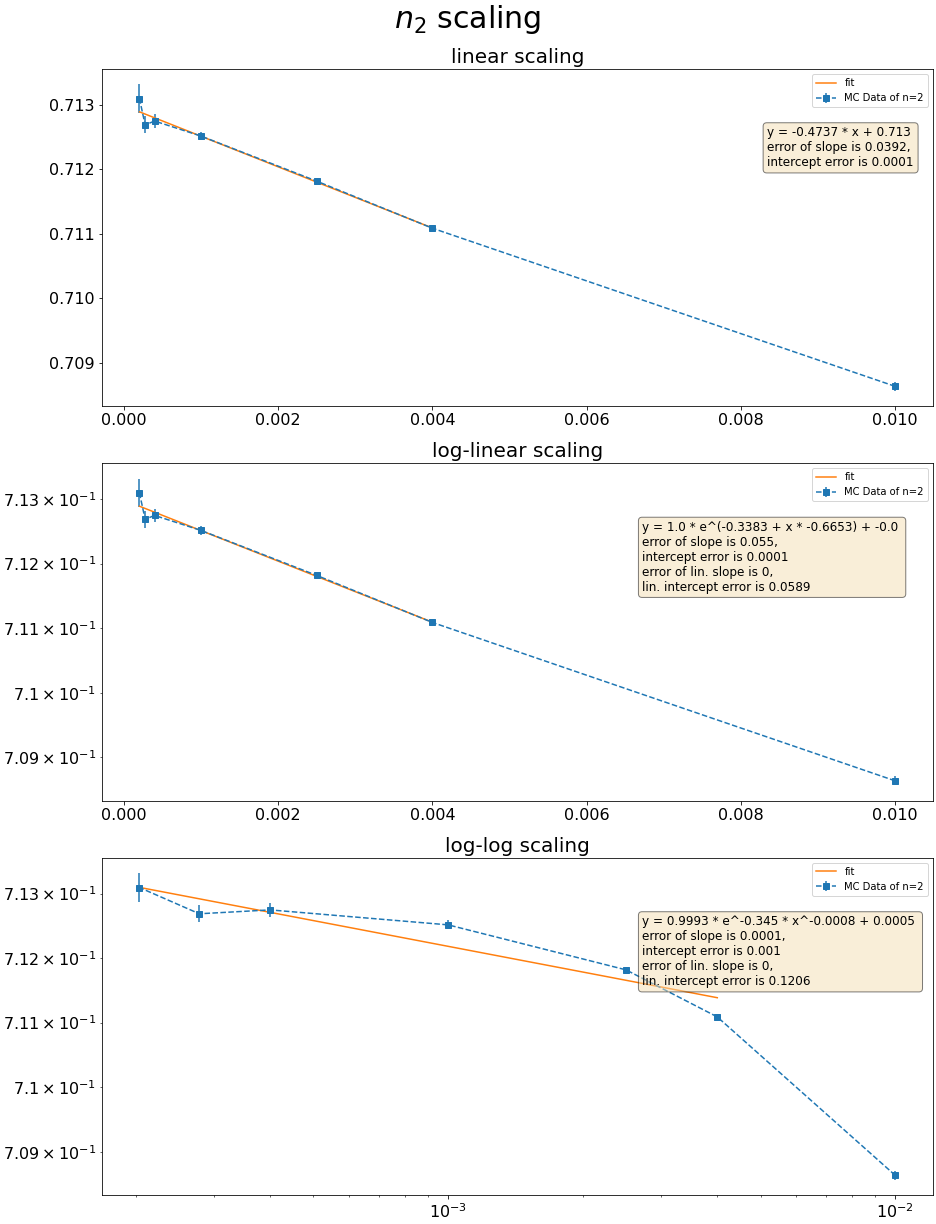 n₂ scaling
linear scaling
fit
MC Data of n=2
y = -0.4737 * x + 0.713
error of slope is 0.0392,
intercept error is 0.0001
0.713
0.712
0.711
0.710
0.709
0.000 0.002 0.004 0.006 0.008 0.010
log-linear scaling
fit
MC Data of n=2
y = 1.0 * e^(-0.3383 + x * -0.6653) + -0.0
error of slope is 0.055,
intercept error is 0.0001
error of lin. slope is 0,
lin. intercept error is 0.0589
7.13 × 10⁻¹
7.12 × 10⁻¹
7.11 × 10⁻¹
7.1 × 10⁻¹
7.09 × 10⁻¹
0.000 0.002 0.004 0.006 0.008 0.010
log-log scaling
fit
MC Data of n=2
y = 0.9993 * e^-0.345 * x^-0.0008 + 0.0005
error of slope is 0.0001,
intercept error is 0.001
error of lin. slope is 0,
lin. intercept error is 0.1206
7.13 × 10⁻¹
7.12 × 10⁻¹
7.11 × 10⁻¹
7.1 × 10⁻¹
7.09 × 10⁻¹
10⁻³ 10⁻²